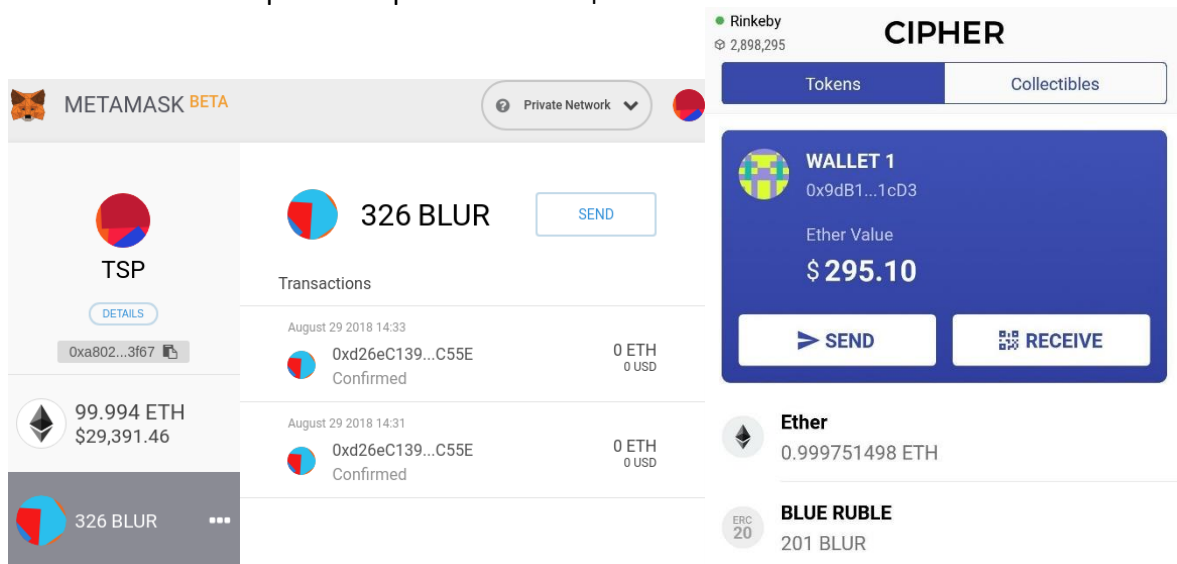 METAMASK BETA
Private Network
TSP
DETAILS
0xa802...3f67
99.994 ETH
$29,391.46
326 BLUR
326 BLUR
SEND
Transactions
August 29 2018 14:33
0xd26eC139...C55E
0 ETH
0 USD
Confirmed
August 29 2018 14:31
0xd26eC139...C55E
0 ETH
0 USD
Confirmed
Rinkeby
2,898,295
CIPHER
Tokens
Collectibles
WALLET 1
0x9dB1...1cD3
Ether Value
$295.10
SEND
RECEIVE
Ether
0.999751498 ETH
ERC
20
BLUE RUBLE
201 BLUR